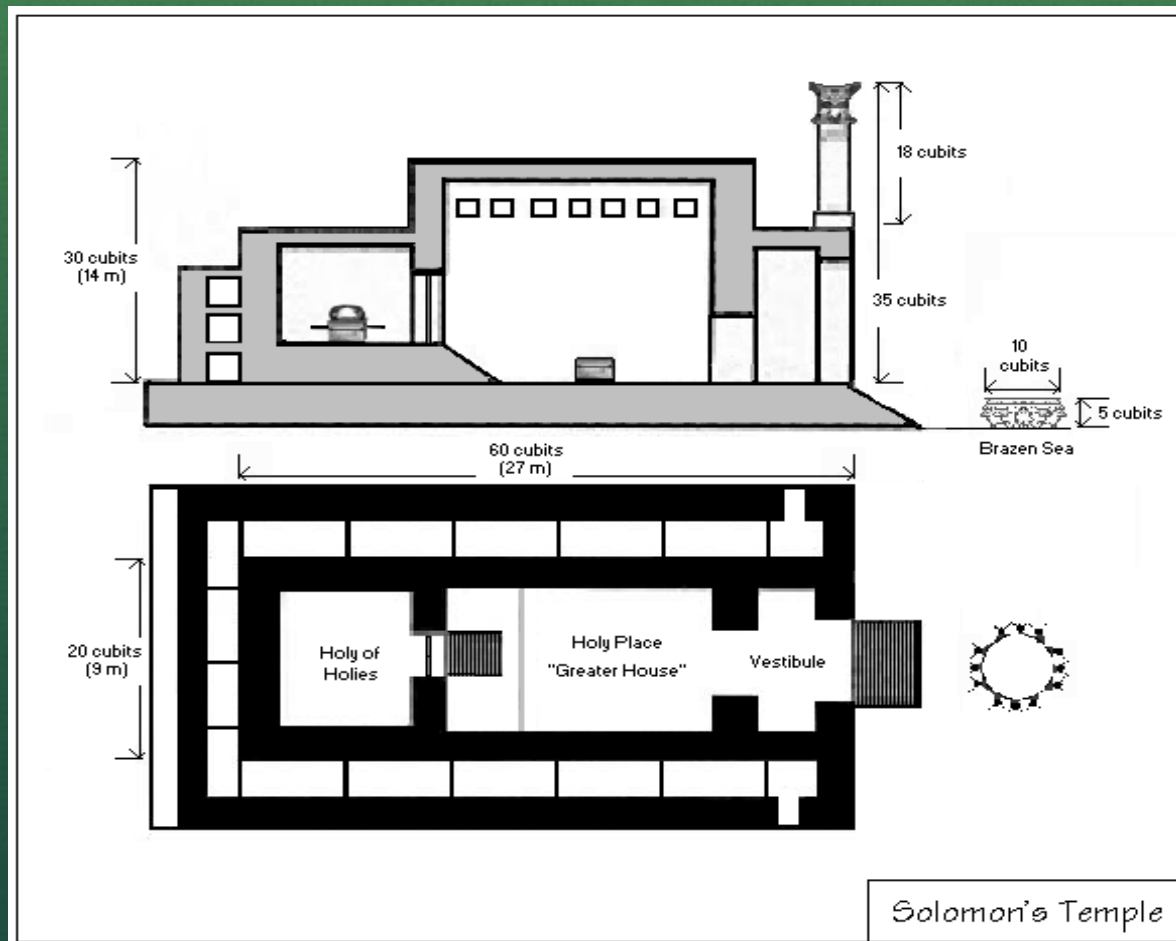 18 cubits
30 cubits
(14 m)
35 cubits
10
cubits
5 cubits
Brazen Sea
60 cubits
(27 m)
20 cubits
(9 m)
Holy of
Holies
Holy Place
"Greater House"
Vestibule
Solomon's Temple